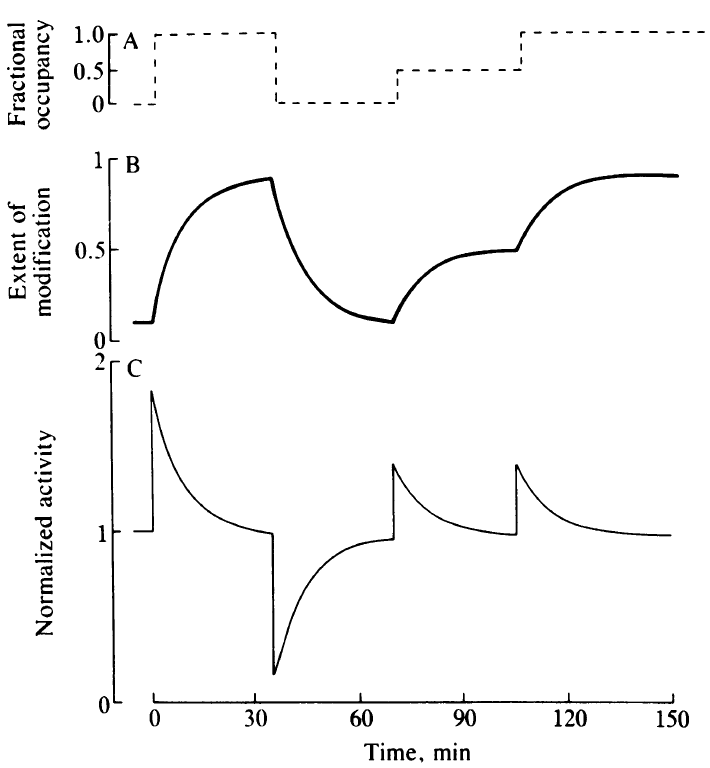 Fractional
occupancy
A
1.0
0.5
0
Extent of
modification
B
1
0.5
0
Normalized activity
C
2
1
0
0 30 60 90 120 150
Time, min